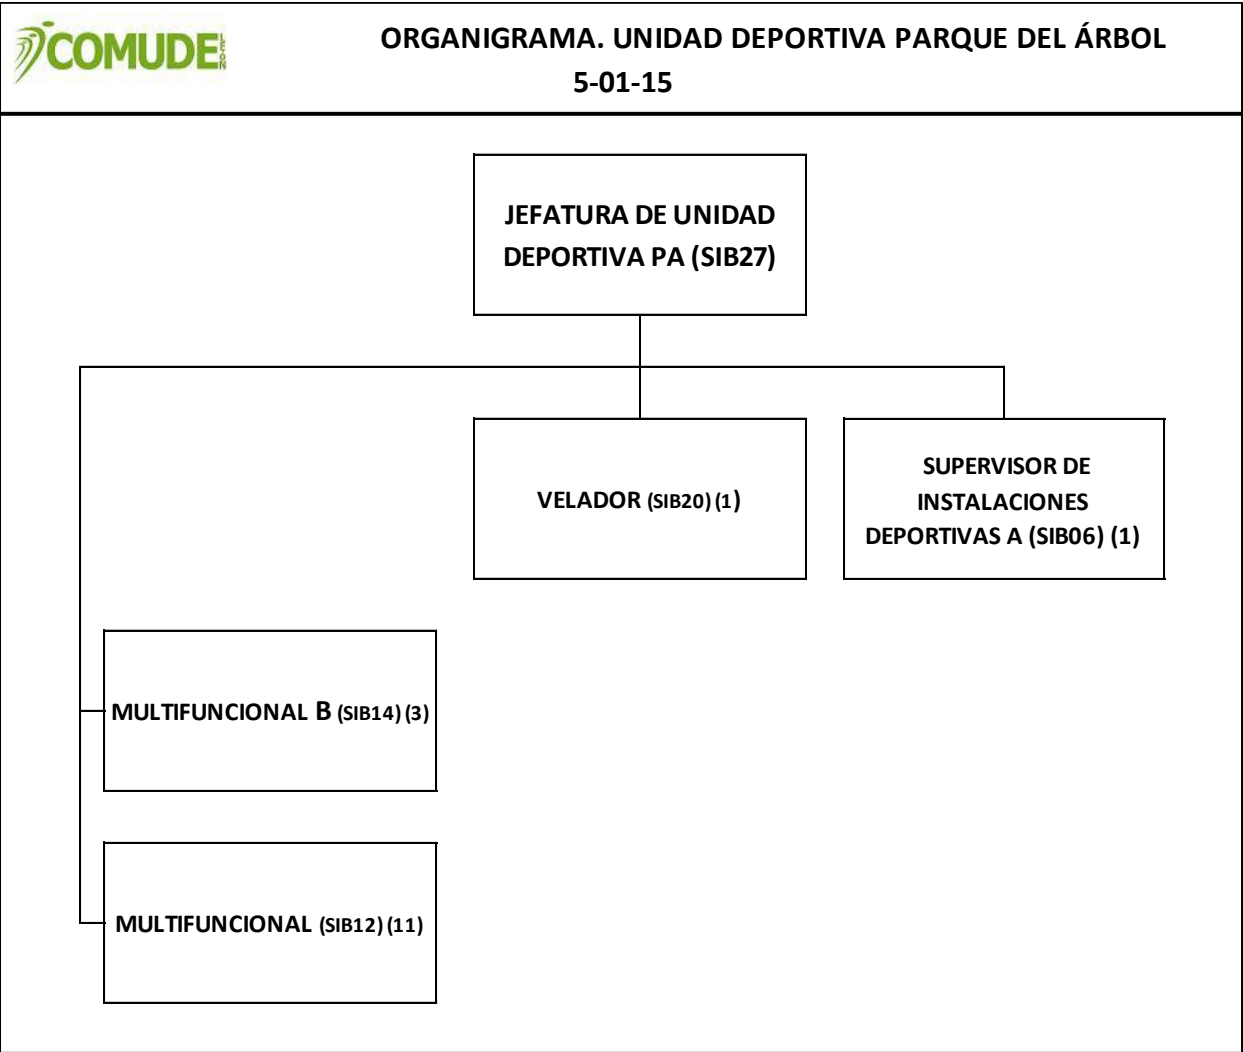 COMUDE LEÓN
ORGANIGRAMA. UNIDAD DEPORTIVA PARQUE DEL ÁRBOL
5-01-15
JEFATURA DE UNIDAD
DEPORTIVA PA (SIB27)
VELADOR (SIB20) (1)
SUPERVISOR DE
INSTALACIONES
DEPORTIVAS A (SIB06) (1)
MULTIFUNCIONAL B (SIB14) (3)
MULTIFUNCIONAL (SIB12) (11)